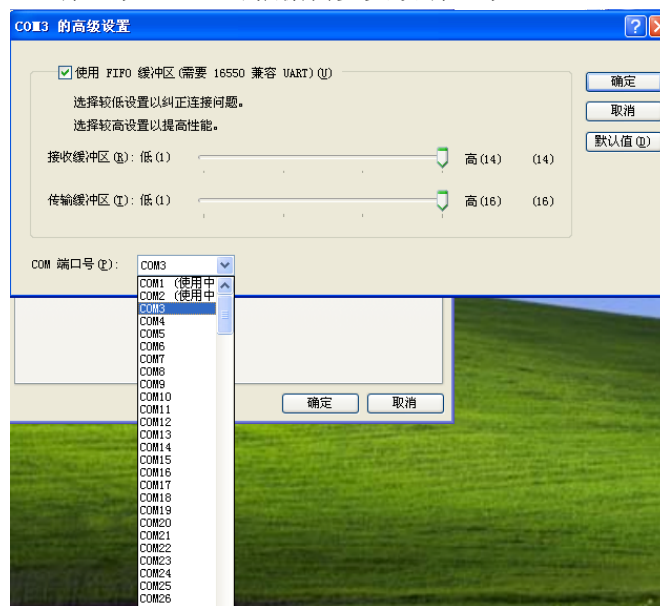 COM3 的高级设置
使用 FIFO 缓冲区(需要 16550 兼容 UART)(U)
确定
选择较低设置以纠正连接问题。
取消
选择较高设置以提高性能。
默认值(D)
接收缓冲区(R): 低(1) 高(14) (14)
传输缓冲区(T): 低(1) 高(16) (16)
COM 端口号(P): COM3
COM1 (使用中
COM2 (使用中
COM3
COM4
COM5
COM6
COM7
COM8
COM9
COM10
COM11
COM12
COM13
COM14
COM15
COM16
COM17
COM18
COM19
COM20
COM21
COM22
COM23
COM24
COM25
COM26
确定 取消